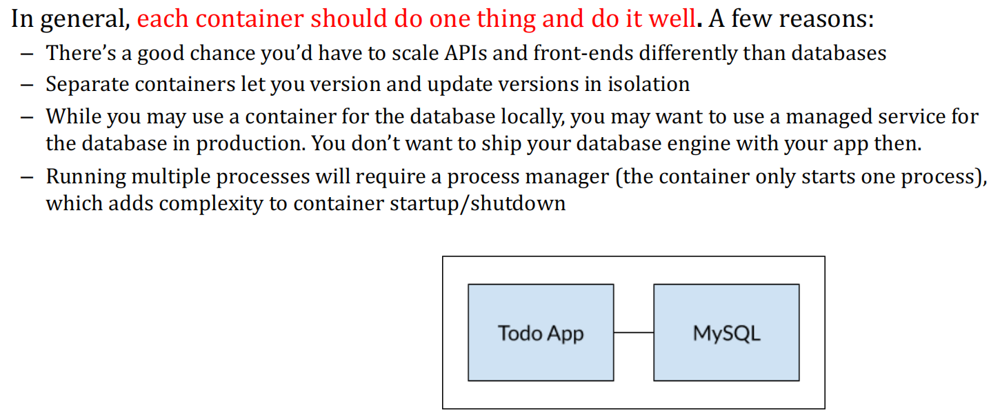 In general, each container should do one thing and do it well. A few reasons:
– There’s a good chance you’d have to scale APIs and front-ends differently than databases
– Separate containers let you version and update versions in isolation
– While you may use a container for the database locally, you may want to use a managed service for
the database in production. You don’t want to ship your database engine with your app then.
– Running multiple processes will require a process manager (the container only starts one process),
which adds complexity to container startup/shutdown
Todo App
MySQL